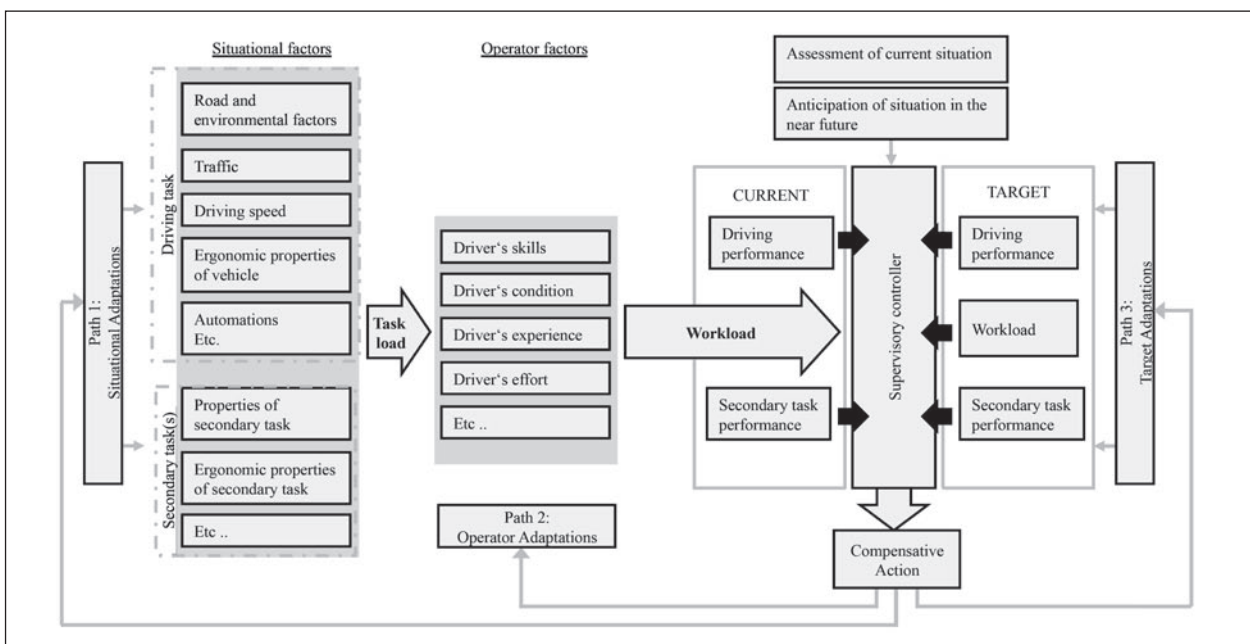 Situational factors
Operator factors
Assessment of current situation
Anticipation of situation in the
near future
Path 1:
Situational Adaptations
Driving task
Road and
environmental factors
Traffic
Driving speed
Ergonomic properties
of vehicle
Automations
Etc.
Secondary task(s)
Properties of
secondary task
Ergonomic properties
of secondary task
Etc ..
Task
load
Driver‘s skills
Driver‘s condition
Driver‘s experience
Driver‘s effort
Etc ..
Path 2:
Operator Adaptations
Workload
CURRENT
Driving
performance
Secondary task
performance
Supervisory controller
TARGET
Driving
performance
Workload
Secondary task
performance
Path 3:
Target Adaptations
Compensative
Action